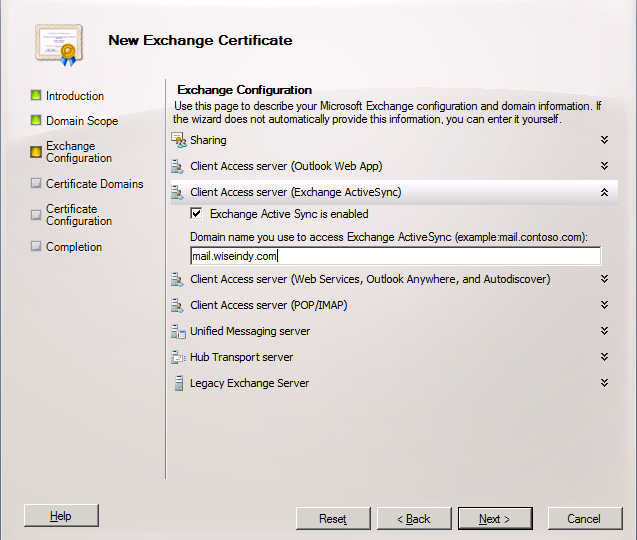 New Exchange Certificate
Introduction
Domain Scope
Exchange
Configuration
Certificate Domains
Certificate
Configuration
Completion
Exchange Configuration
Use this page to describe your Microsoft Exchange configuration and domain information. If
the wizard does not automatically provide this information, you can enter it yourself.
Sharing
Client Access server (Outlook Web App)
Client Access server (Exchange ActiveSync)
Exchange Active Sync is enabled
Domain name you use to access Exchange ActiveSync (example:mail.contoso.com):
mail.wiseindy.com
Client Access server (Web Services, Outlook Anywhere, and Autodiscover)
Client Access server (POP/IMAP)
Unified Messaging server
Hub Transport server
Legacy Exchange Server
Help
Reset
< Back
Next >
Cancel